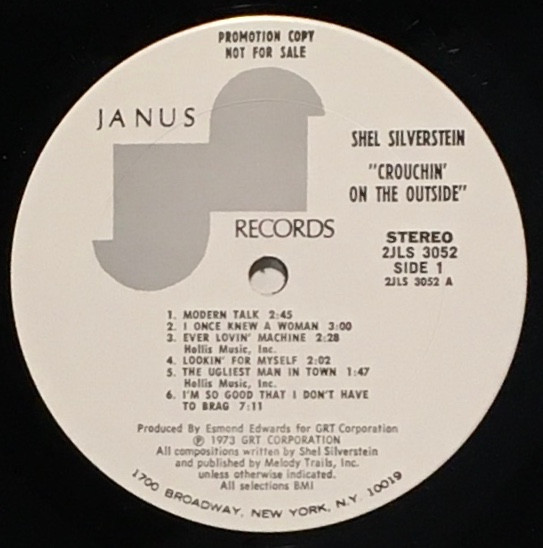 PROMOTION COPY
NOT FOR SALE
JANUS
RECORDS
SHEL SILVERSTEIN
"CROUCHIN'
ON THE OUTSIDE"
STEREO
2JLS 3052
SIDE 1
2JLS 3052 A
1. MODERN TALK 2:45
2. I ONCE KNEW A WOMAN 3:00
3. EVER LOVIN' MACHINE 2:28
Hollis Music, Inc.
4. LOOKIN' FOR MYSELF 2:02
5. THE UGLIEST MAN IN TOWN 1:47
Hollis Music, Inc.
6. I'M SO GOOD THAT I DON'T HAVE
TO BRAG 7:11
Produced By Esmond Edwards for GRT Corporation
℗ 1973 GRT CORPORATION
All compositions written by Shel Silverstein
and published by Melody Trails, Inc.
unless otherwise indicated.
All selections BMI
1700 BROADWAY, NEW YORK, N.Y. 10019